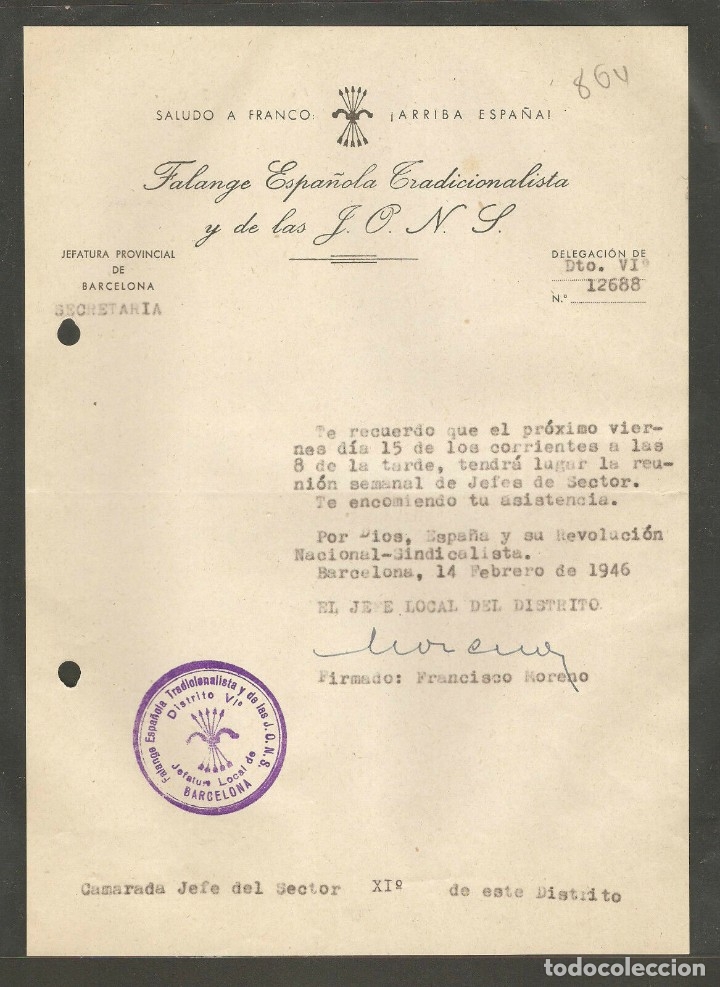 86v
SALUDO A FRANCO: ¡ARRIBA ESPAÑA!
Falange Española Tradicionalista
y de las J. O. N. S.
JEFATURA PROVINCIAL
DE
BARCELONA
SECRETARIA
DELEGACIÓN DE
Dto. VIº
12688
N.º
Te recuerdo que el próximo vier-
nes día 15 de los corrientes a las
8 de la tarde, tendrá lugar la reu-
nión semanal de Jefes de Sector.
Te encomiendo tu asistencia.
Por Dios, España y su Revolución
Nacional-Sindicalista.
Barcelona, 14 Febrero de 1946
EL JEFE LOCAL DEL DISTRITO
Moreno
Firmado: Francisco Moreno
Falange Española Tradicionalista y de las J.O.N.S.
Distrito VIº
Jefatura Local de
BARCELONA
Camarada Jefe del Sector XIº de este Distrito
todocoleccion.net